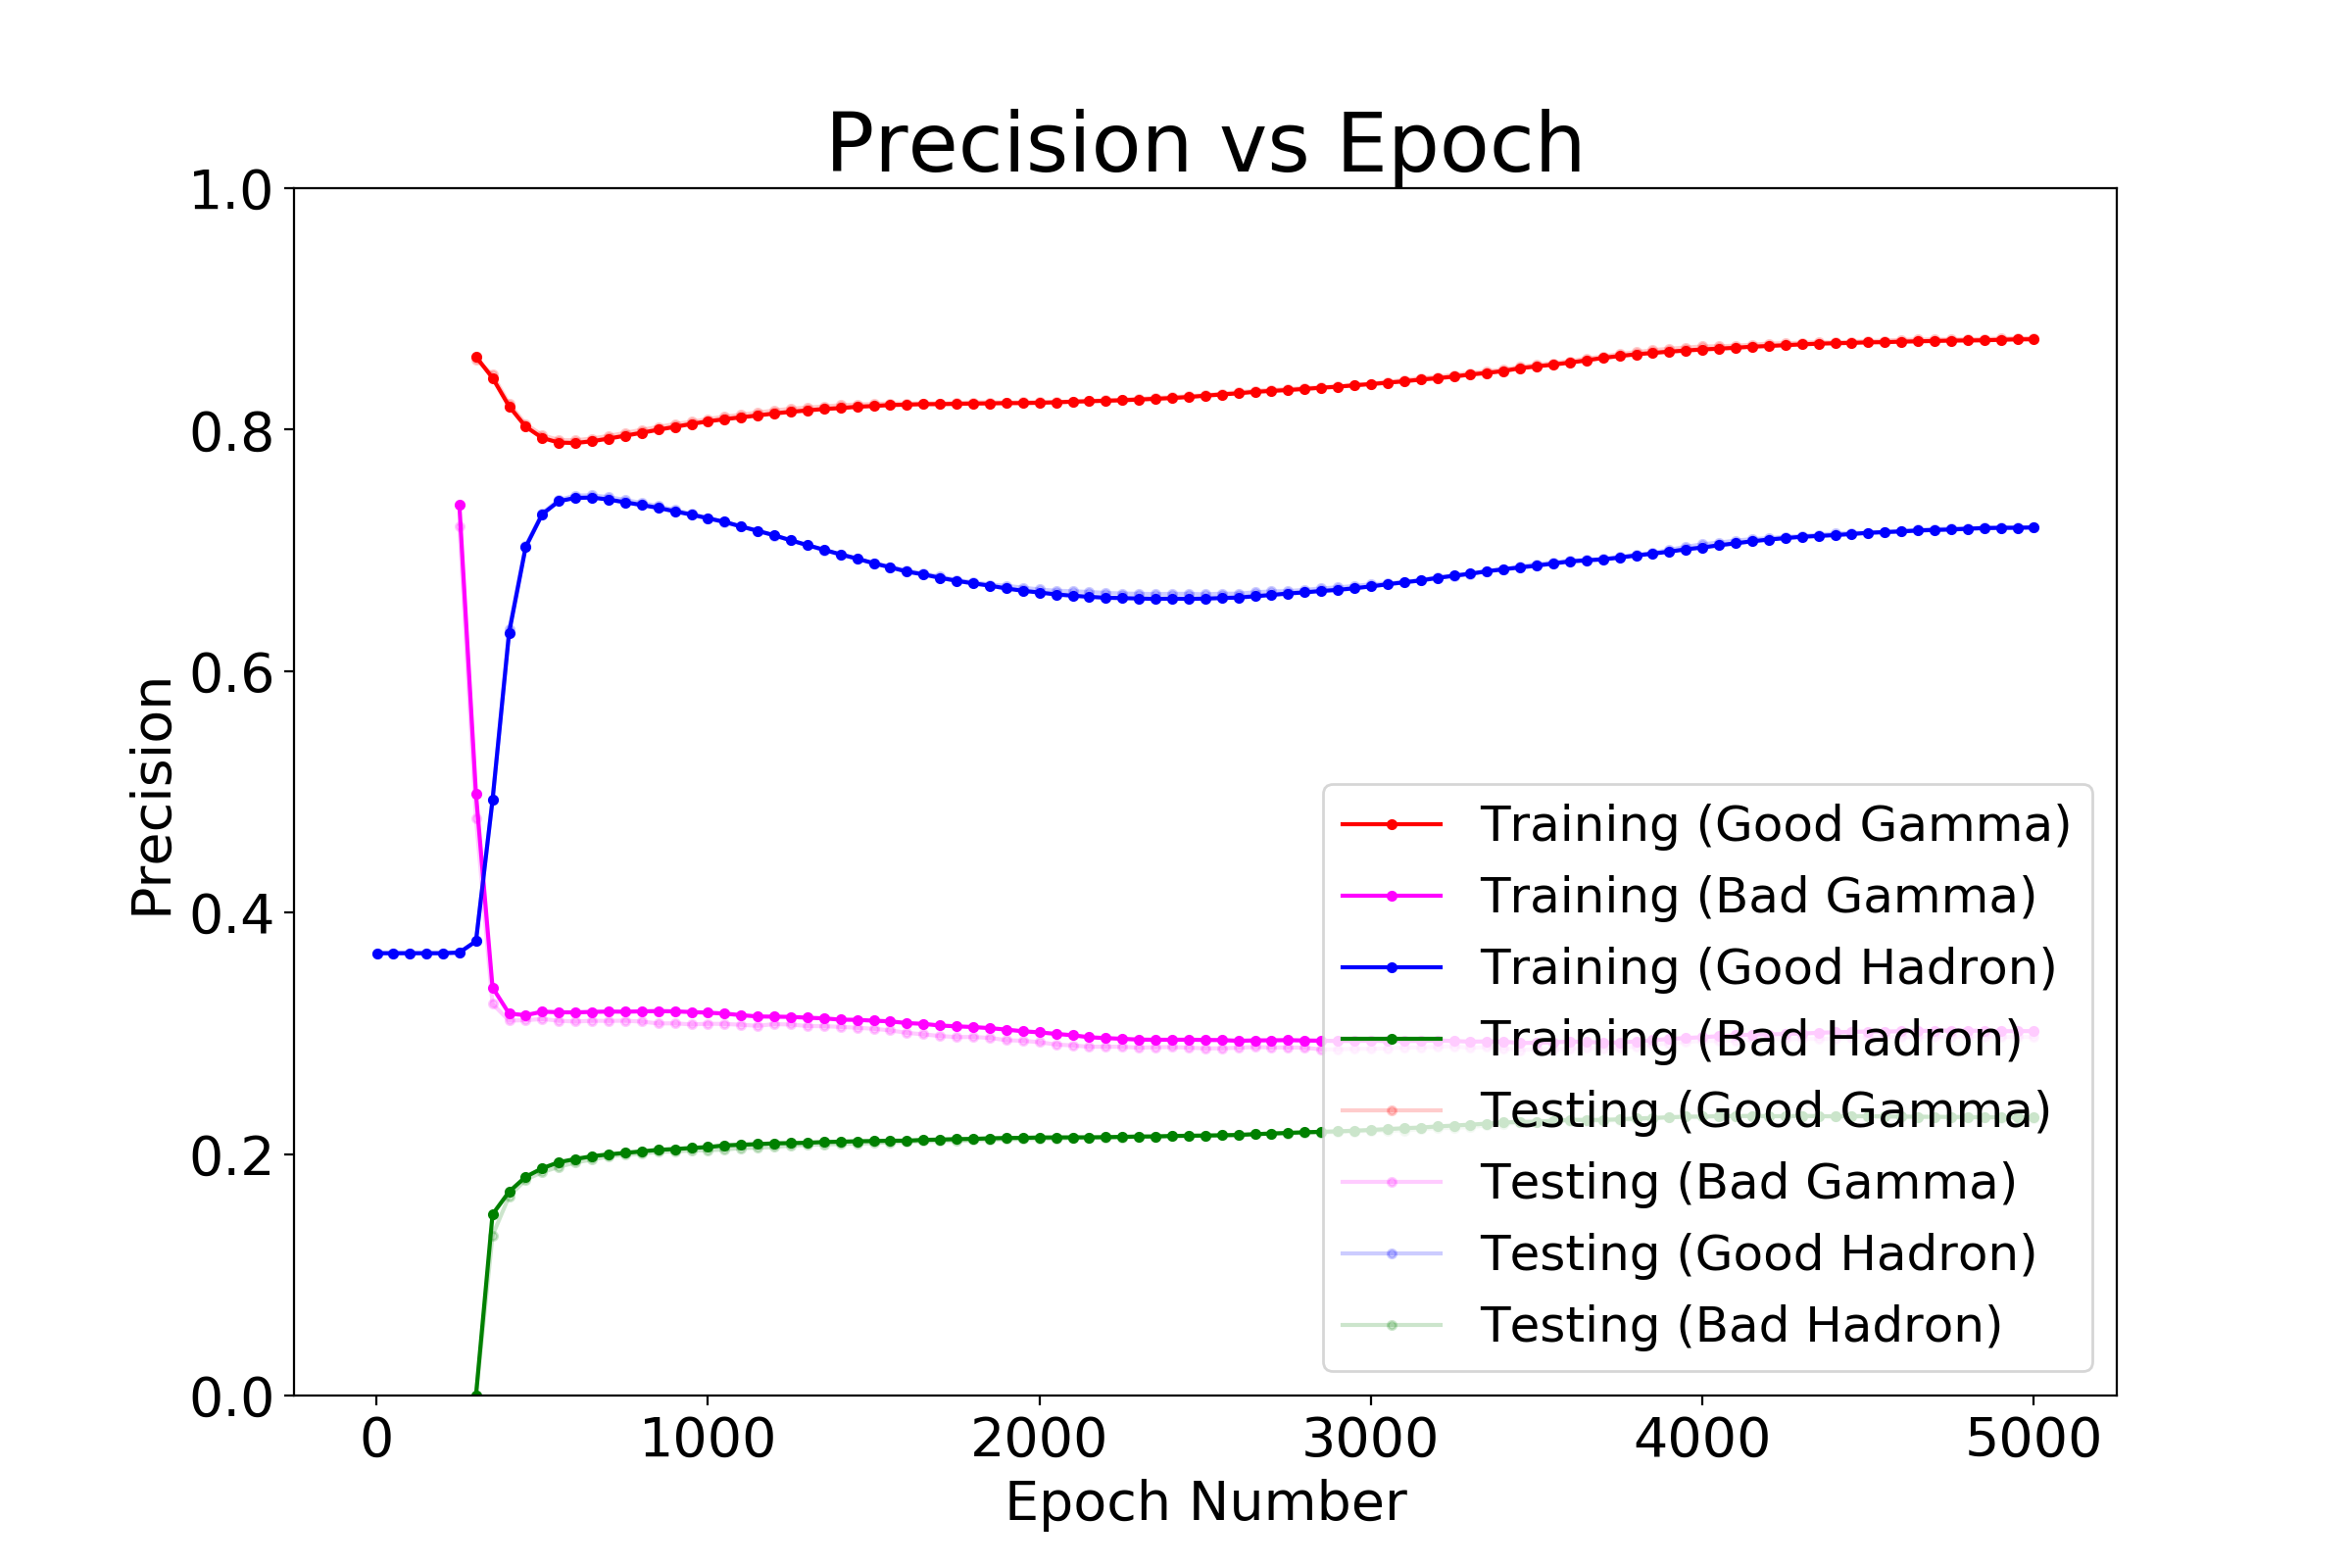 Precision vs Epoch
1.0
0.8
0.6
0.4
0.2
0.0
Precision
Training (Good Gamma)
Training (Bad Gamma)
Training (Good Hadron)
Training (Bad Hadron)
Testing (Good Gamma)
Testing (Bad Gamma)
Testing (Good Hadron)
Testing (Bad Hadron)
0 1000 2000 3000 4000 5000
Epoch Number